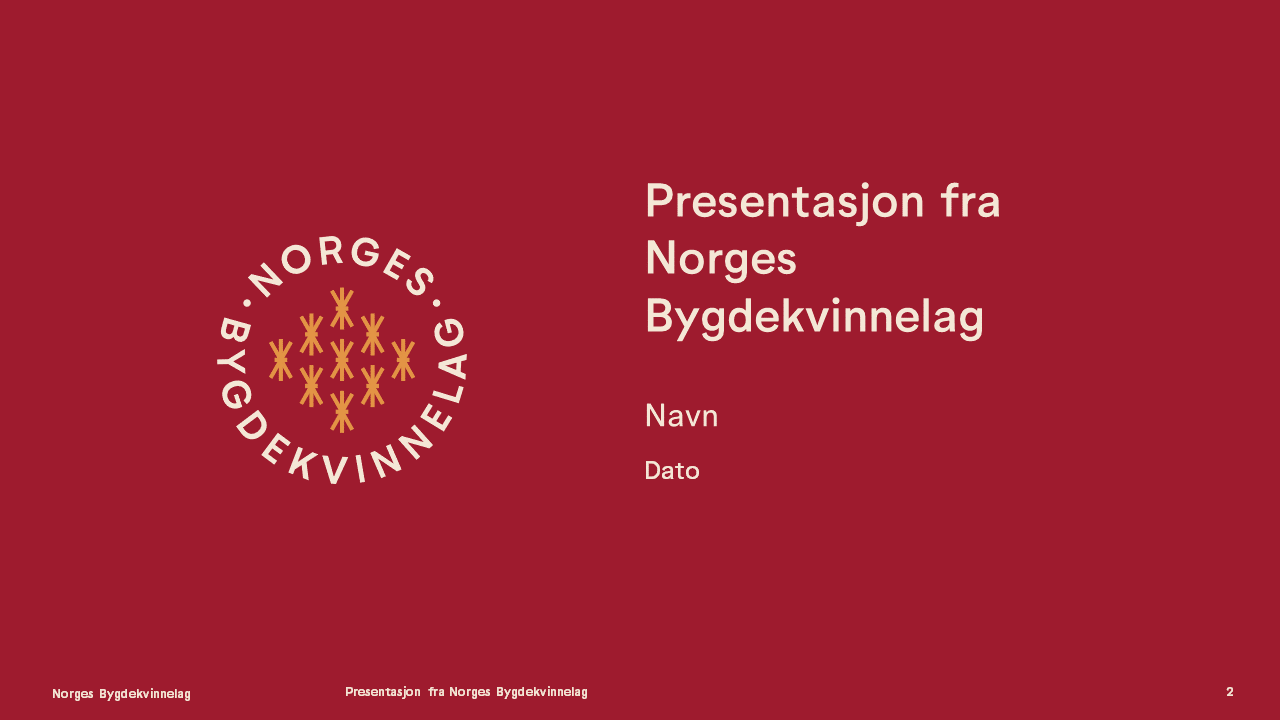 · NORGES ·
BYGDEKVINNELAG
Presentasjon fra
Norges
Bygdekvinnelag
Navn
Dato
Norges Bygdekvinnelag
Presentasjon fra Norges Bygdekvinnelag
2